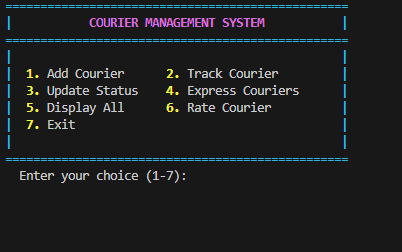 =================================================
| COURIER MANAGEMENT SYSTEM |
=================================================
| |
| 1. Add Courier 2. Track Courier |
| 3. Update Status 4. Express Couriers |
| 5. Display All 6. Rate Courier |
| 7. Exit |
| |
=================================================
Enter your choice (1-7):